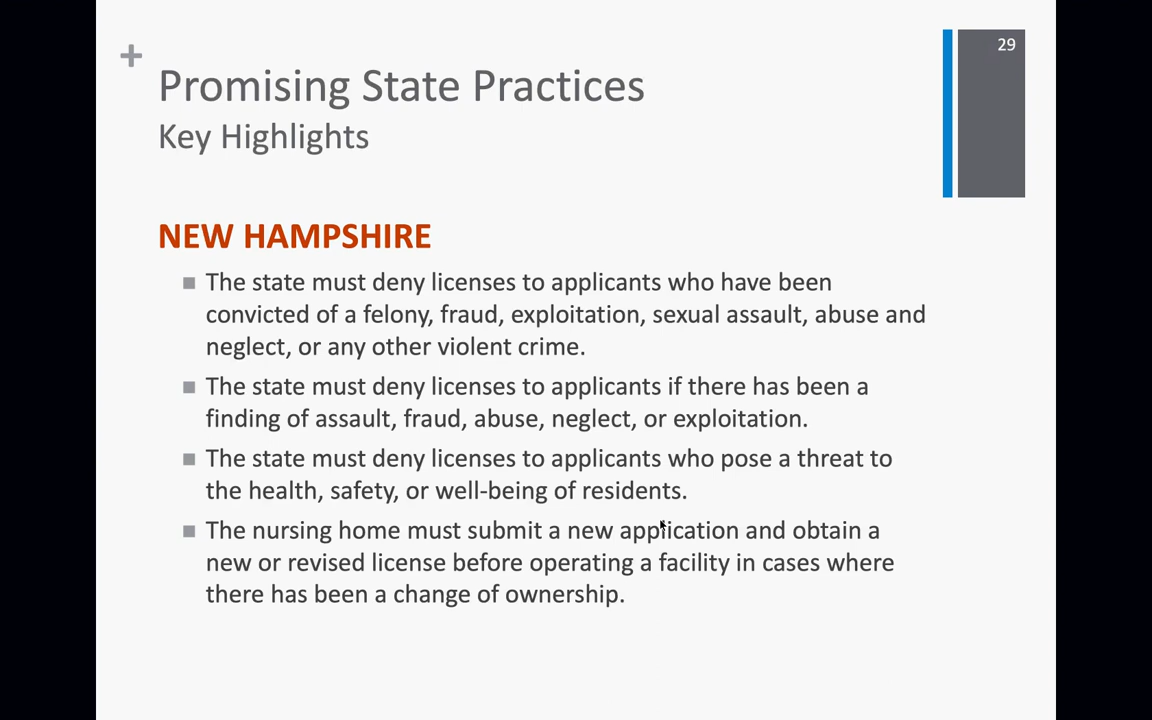 29
+
Promising State Practices
Key Highlights
NEW HAMPSHIRE
The state must deny licenses to applicants who have been
convicted of a felony, fraud, exploitation, sexual assault, abuse and
neglect, or any other violent crime.
The state must deny licenses to applicants if there has been a
finding of assault, fraud, abuse, neglect, or exploitation.
The state must deny licenses to applicants who pose a threat to
the health, safety, or well-being of residents.
The nursing home must submit a new application and obtain a
new or revised license before operating a facility in cases where
there has been a change of ownership.